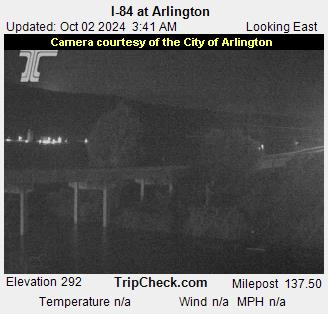 I-84 at Arlington
Updated: Oct 02 2024 3:41 AM Looking East
Camera courtesy of the City of Arlington
Elevation 292 TripCheck.com Milepost 137.50
Temperature n/a Wind n/a MPH n/a